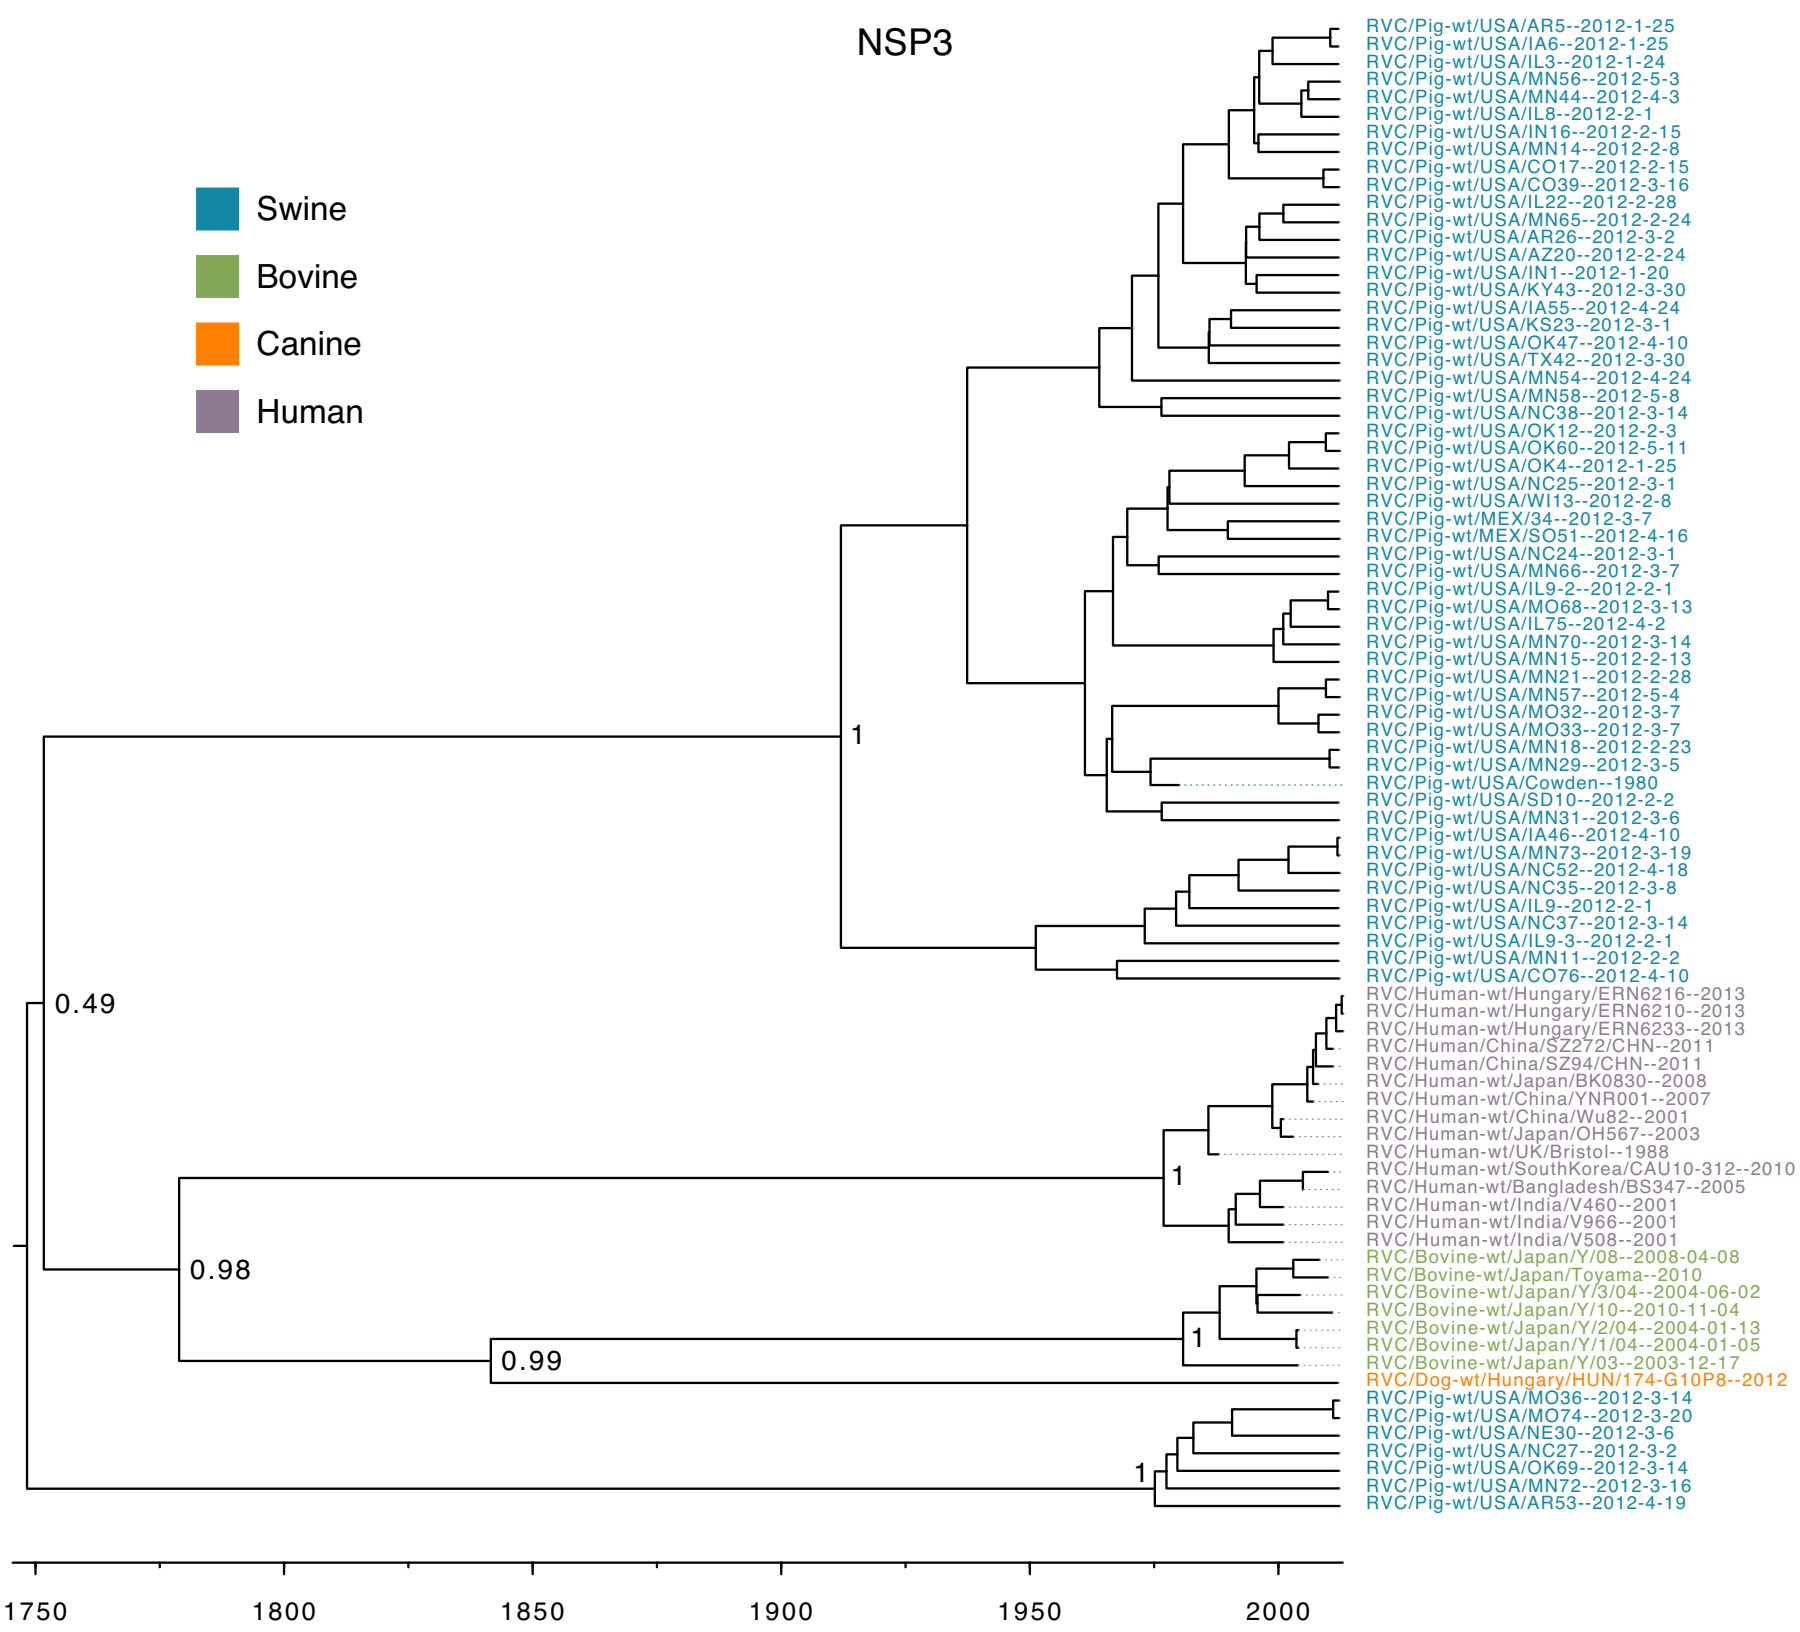 NSP3
Swine
Bovine
Canine
Human
RVC/Pig-wt/USA/AR5--2012-1-25
RVC/Pig-wt/USA/IA6--2012-1-25
RVC/Pig-wt/USA/IL3--2012-1-24
RVC/Pig-wt/USA/MN56--2012-5-3
RVC/Pig-wt/USA/MN44--2012-4-3
RVC/Pig-wt/USA/IL8--2012-2-1
RVC/Pig-wt/USA/IN16--2012-2-15
RVC/Pig-wt/USA/MN14--2012-2-8
RVC/Pig-wt/USA/CO17--2012-2-15
RVC/Pig-wt/USA/CO39--2012-3-16
RVC/Pig-wt/USA/IL22--2012-2-28
RVC/Pig-wt/USA/MN65--2012-2-24
RVC/Pig-wt/USA/AR26--2012-3-2
RVC/Pig-wt/USA/AZ20--2012-2-24
RVC/Pig-wt/USA/IN1--2012-1-20
RVC/Pig-wt/USA/KY43--2012-3-30
RVC/Pig-wt/USA/IA55--2012-4-24
RVC/Pig-wt/USA/KS23--2012-3-1
RVC/Pig-wt/USA/OK47--2012-4-10
RVC/Pig-wt/USA/TX42--2012-3-30
RVC/Pig-wt/USA/MN54--2012-4-24
RVC/Pig-wt/USA/MN58--2012-5-8
RVC/Pig-wt/USA/NC38--2012-3-14
RVC/Pig-wt/USA/OK12--2012-2-3
RVC/Pig-wt/USA/OK60--2012-5-11
RVC/Pig-wt/USA/OK4--2012-1-25
RVC/Pig-wt/USA/NC25--2012-3-1
RVC/Pig-wt/USA/WI13--2012-2-8
RVC/Pig-wt/MEX/34--2012-3-7
RVC/Pig-wt/MEX/SO51--2012-4-16
RVC/Pig-wt/USA/NC24--2012-3-1
RVC/Pig-wt/USA/MN66--2012-3-7
RVC/Pig-wt/USA/IL9-2--2012-2-1
RVC/Pig-wt/USA/MO68--2012-3-13
RVC/Pig-wt/USA/IL75--2012-4-2
RVC/Pig-wt/USA/MN70--2012-3-14
RVC/Pig-wt/USA/MN15--2012-2-13
RVC/Pig-wt/USA/MN21--2012-2-28
RVC/Pig-wt/USA/MN57--2012-5-4
RVC/Pig-wt/USA/MO32--2012-3-7
RVC/Pig-wt/USA/MO33--2012-3-7
RVC/Pig-wt/USA/MN18--2012-2-23
RVC/Pig-wt/USA/MN29--2012-3-5
RVC/Pig-wt/USA/Cowden--1980
RVC/Pig-wt/USA/SD10--2012-2-2
RVC/Pig-wt/USA/MN31--2012-3-6
RVC/Pig-wt/USA/IA46--2012-4-10
RVC/Pig-wt/USA/MN73--2012-3-19
RVC/Pig-wt/USA/NC52--2012-4-18
RVC/Pig-wt/USA/NC35--2012-3-8
RVC/Pig-wt/USA/IL9--2012-2-1
RVC/Pig-wt/USA/NC37--2012-3-14
RVC/Pig-wt/USA/IL9-3--2012-2-1
RVC/Pig-wt/USA/MN11--2012-2-2
RVC/Pig-wt/USA/CO76--2012-4-10
RVC/Human-wt/Hungary/ERN6216--2013
RVC/Human-wt/Hungary/ERN6210--2013
RVC/Human-wt/Hungary/ERN6233--2013
RVC/Human/China/SZ272/CHN--2011
RVC/Human/China/SZ94/CHN--2011
RVC/Human-wt/Japan/BK0830--2008
RVC/Human-wt/China/YNR001--2007
RVC/Human-wt/China/Wu82--2001
RVC/Human-wt/Japan/OH567--2003
RVC/Human-wt/UK/Bristol--1988
RVC/Human-wt/SouthKorea/CAU10-312--2010
RVC/Human-wt/Bangladesh/BS347--2005
RVC/Human-wt/India/V460--2001
RVC/Human-wt/India/V966--2001
RVC/Human-wt/India/V508--2001
RVC/Bovine-wt/Japan/Y/08--2008-04-08
RVC/Bovine-wt/Japan/Toyama--2010
RVC/Bovine-wt/Japan/Y/3/04--2004-06-02
RVC/Bovine-wt/Japan/Y/10--2010-11-04
RVC/Bovine-wt/Japan/Y/2/04--2004-01-13
RVC/Bovine-wt/Japan/Y/1/04--2004-01-05
RVC/Bovine-wt/Japan/Y/03--2003-12-17
RVC/Dog-wt/Hungary/HUN/174-G10P8--2012
RVC/Pig-wt/USA/MO36--2012-3-14
RVC/Pig-wt/USA/MO74--2012-3-20
RVC/Pig-wt/USA/NE30--2012-3-6
RVC/Pig-wt/USA/NC27--2012-3-2
RVC/Pig-wt/USA/OK69--2012-3-14
RVC/Pig-wt/USA/MN72--2012-3-16
RVC/Pig-wt/USA/AR53--2012-4-19
1
0.49
1
0.98
1
0.99
1
1750 1800 1850 1900 1950 2000